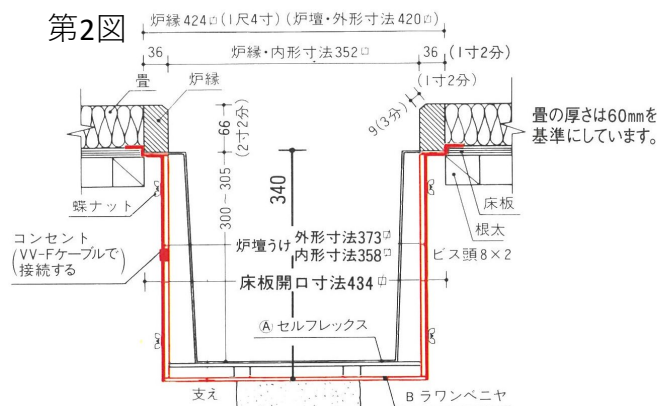 第2図
炉縁424□(1尺4寸)(炉壇・外形寸法420□)
36
炉縁・内形寸法352□
36
(1寸2分)
(1寸2分)
畳
炉縁
9(3分)
66
(2寸2分)
畳の厚さは60mmを
基準にしています。
300～305
340
床板
根太
蝶ナット
コンセント
(VV-Fケーブルで
接続する)
炉壇うけ
外形寸法373□
内形寸法358□
ビス頭8×2
床板開口寸法434□
Ⓐセルフレックス
支え
B ラワンベニヤ